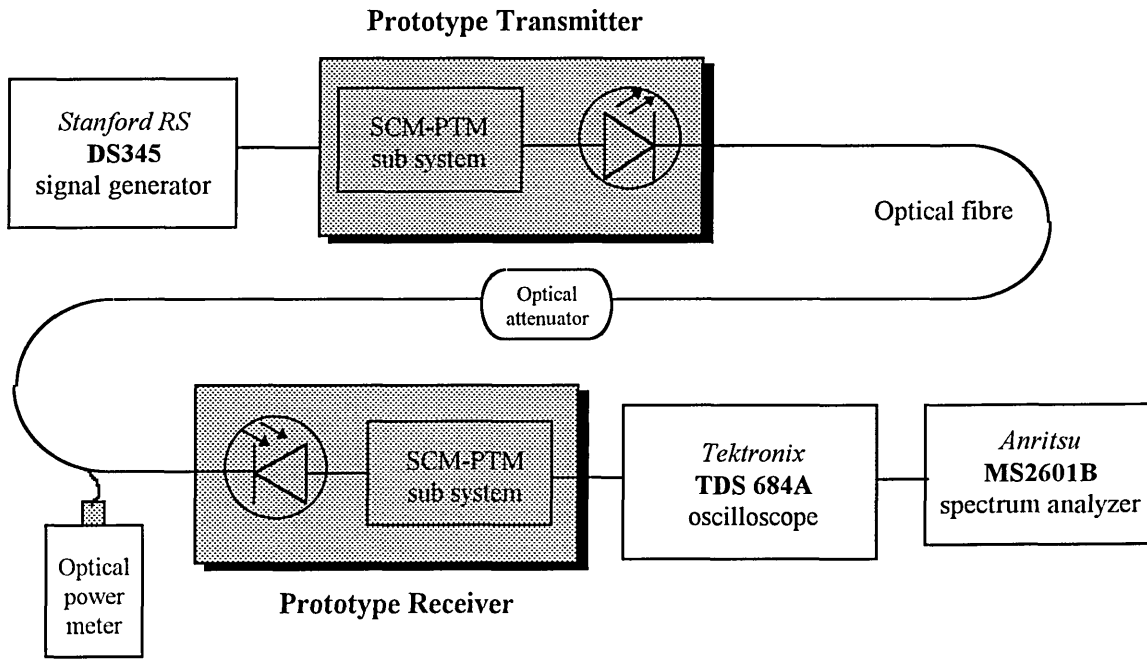 Prototype Transmitter
Stanford RS
DS345
signal generator
SCM-PTM
sub system
Optical fibre
Optical
attenuator
SCM-PTM
sub system
Tektronix
TDS 684A
oscilloscope
Anritsu
MS2601B
spectrum analyzer
Optical
power
meter
Prototype Receiver